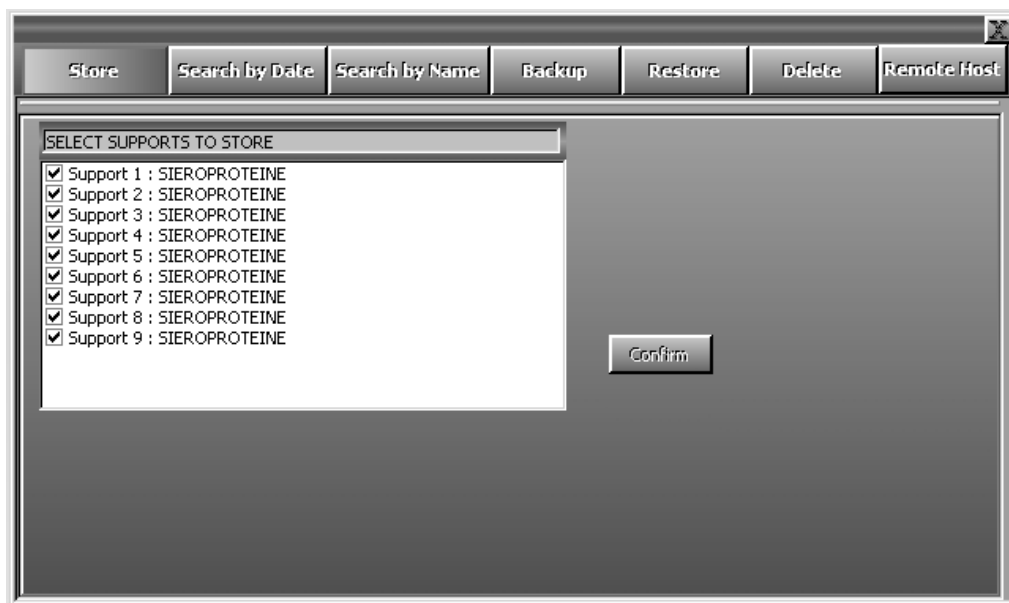 X
Store Search by Date Search by Name Backup Restore Delete Remote Host
SELECT SUPPORTS TO STORE
Support 1 : SIEROPROTEINE
Support 2 : SIEROPROTEINE
Support 3 : SIEROPROTEINE
Support 4 : SIEROPROTEINE
Support 5 : SIEROPROTEINE
Support 6 : SIEROPROTEINE
Support 7 : SIEROPROTEINE
Support 8 : SIEROPROTEINE
Support 9 : SIEROPROTEINE
Confirm